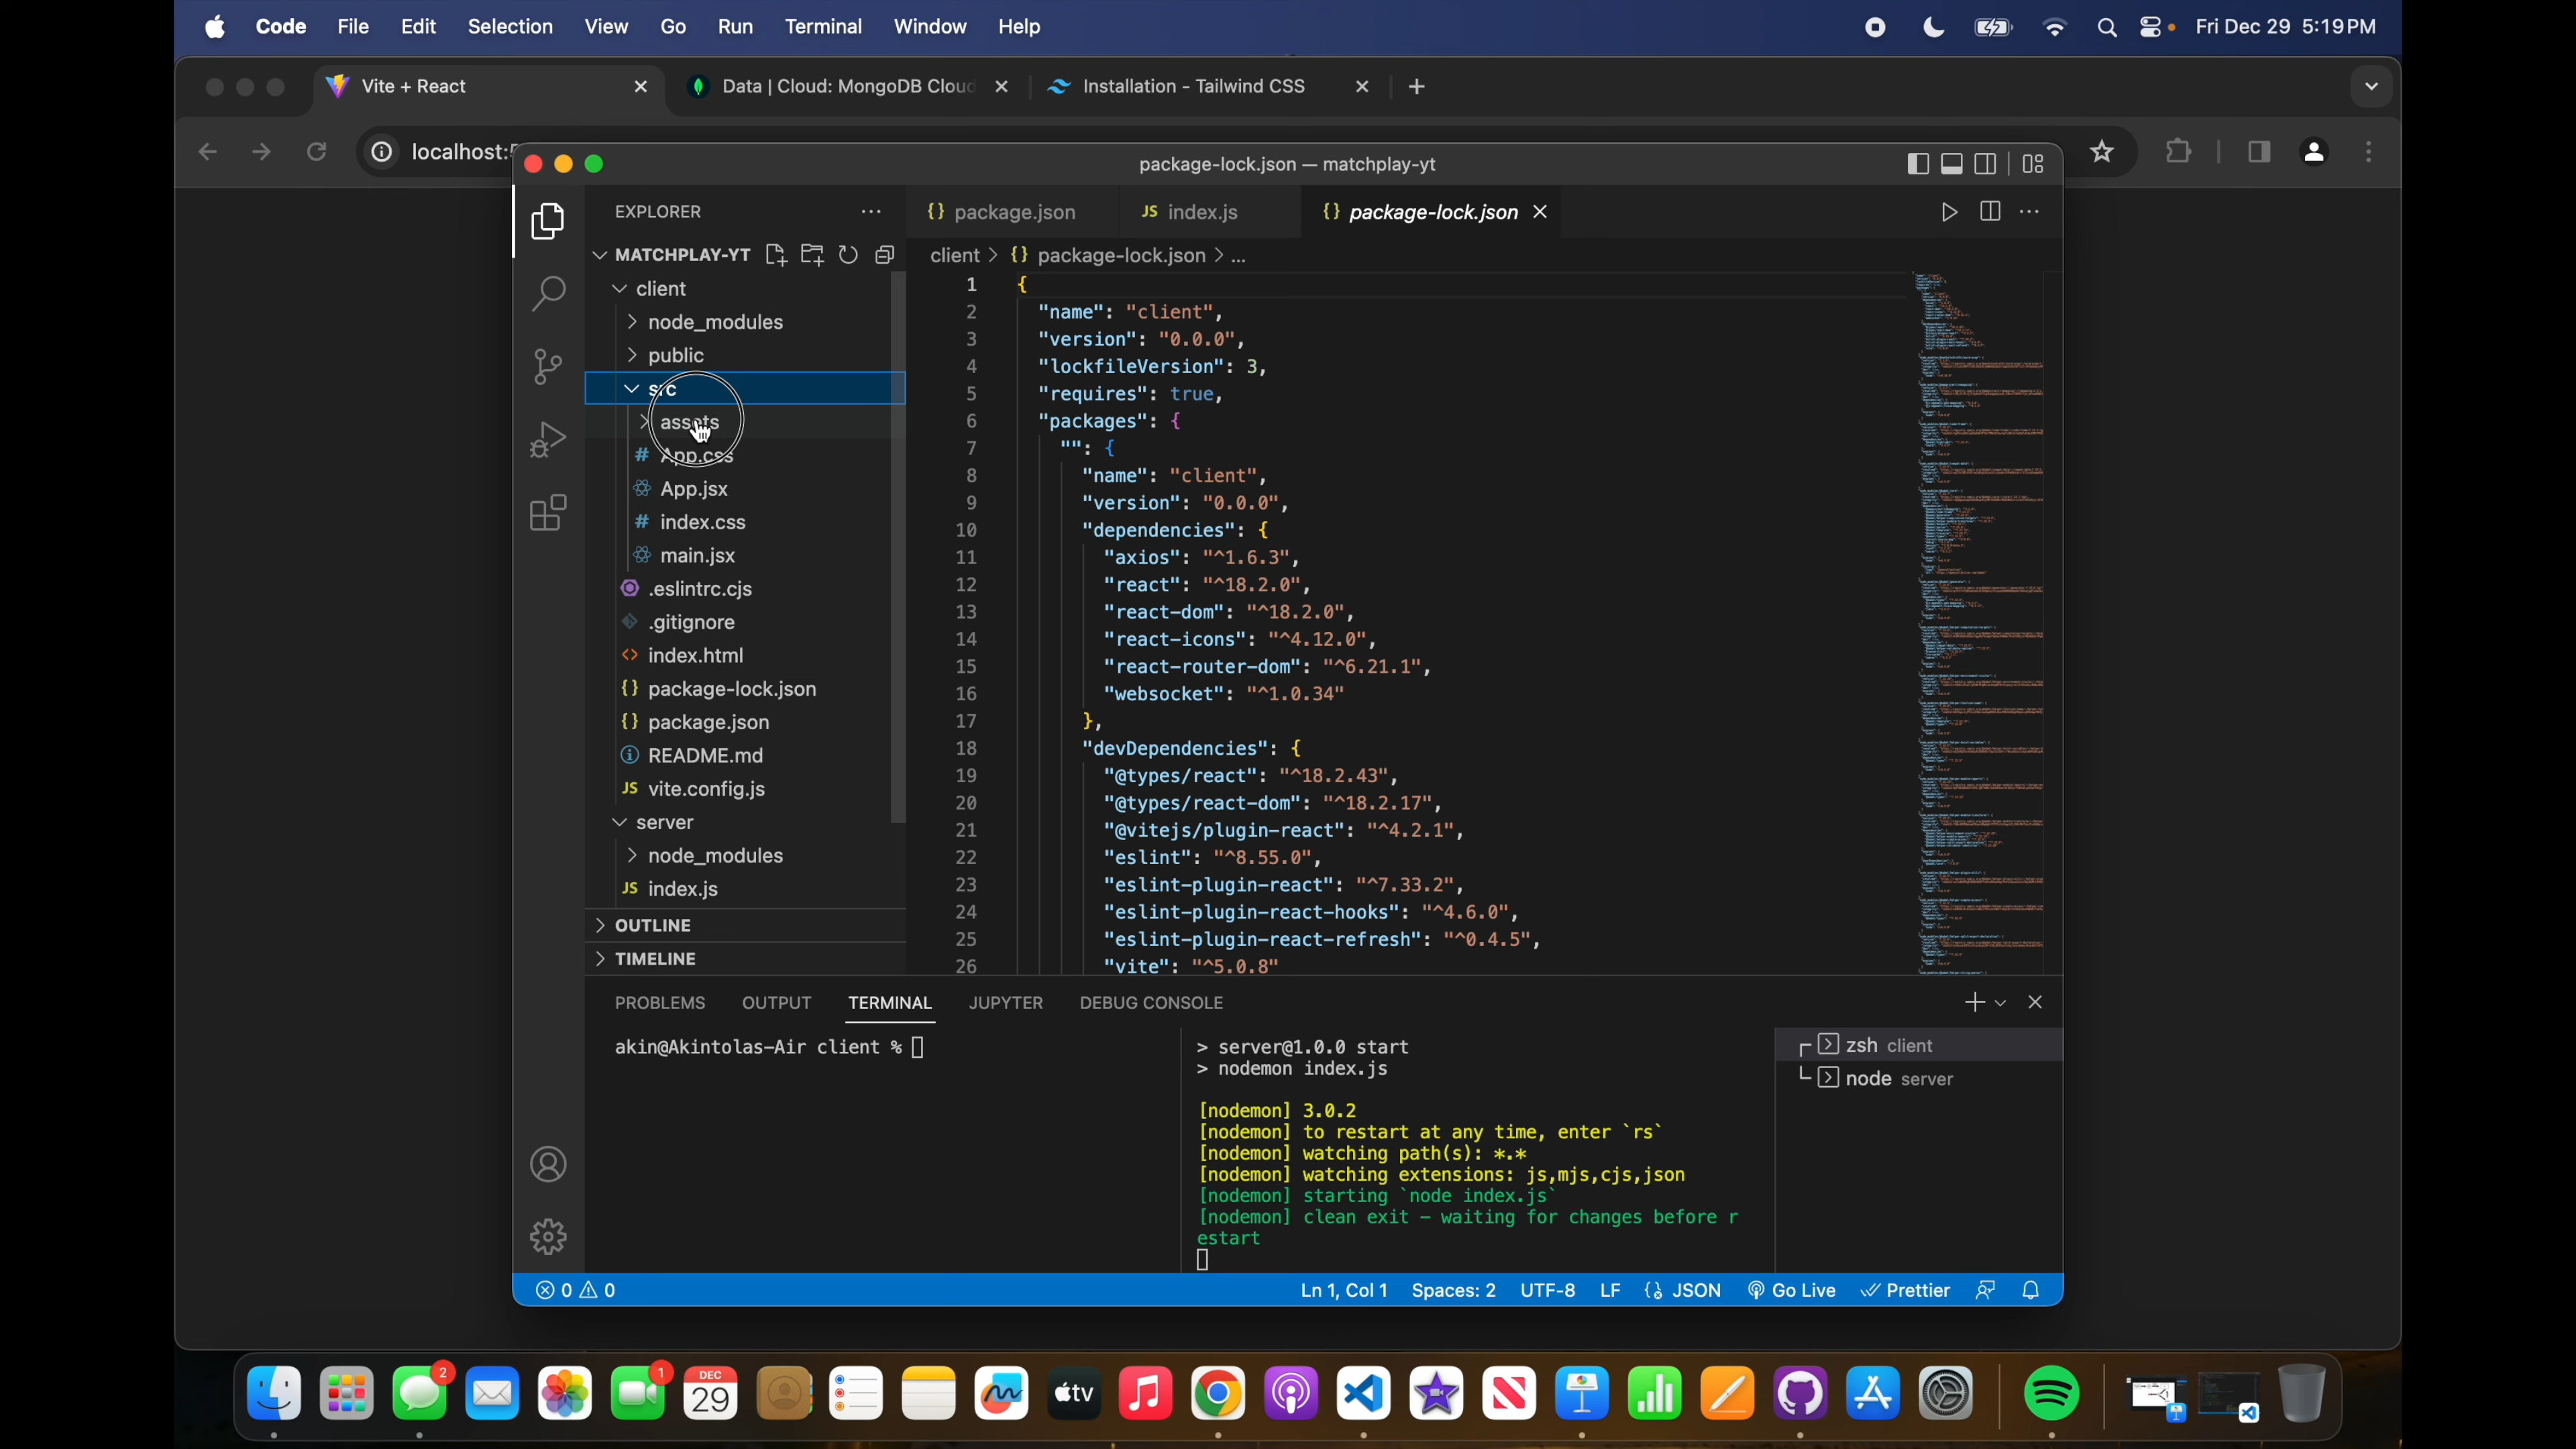 Code File Edit Selection View Go Run Terminal Window Help Fri Dec 29 5:19 PM
Vite + React
Data | Cloud: MongoDB Cloud
Installation - Tailwind CSS
localhost:5
package-lock.json — matchplay-yt
EXPLORER
MATCHPLAY-YT
client
node_modules
public
src
assets
App.css
App.jsx
index.css
main.jsx
.eslintrc.cjs
.gitignore
index.html
package-lock.json
package.json
README.md
vite.config.js
server
node_modules
index.js
OUTLINE
TIMELINE
package.json
index.js
package-lock.json
client > {} package-lock.json > ...
1 {
2 "name": "client",
3 "version": "0.0.0",
4 "lockfileVersion": 3,
5 "requires": true,
6 "packages": {
7 "": {
8 "name": "client",
9 "version": "0.0.0",
10 "dependencies": {
11 "axios": "^1.6.3",
12 "react": "^18.2.0",
13 "react-dom": "^18.2.0",
14 "react-icons": "^4.12.0",
15 "react-router-dom": "^6.21.1",
16 "websocket": "^1.0.34"
17 },
18 "devDependencies": {
19 "@types/react": "^18.2.43",
20 "@types/react-dom": "^18.2.17",
21 "@vitejs/plugin-react": "^4.2.1",
22 "eslint": "^8.55.0",
23 "eslint-plugin-react": "^7.33.2",
24 "eslint-plugin-react-hooks": "^4.6.0",
25 "eslint-plugin-react-refresh": "^0.4.5",
26 "vite": "^5.0.8"
PROBLEMS OUTPUT TERMINAL JUPYTER DEBUG CONSOLE
akin@Akintolas-Air client %
> server@1.0.0 start
> nodemon index.js
[nodemon] 3.0.2
[nodemon] to restart at any time, enter `rs`
[nodemon] watching path(s): *.*
[nodemon] watching extensions: js,mjs,cjs,json
[nodemon] starting `node index.js`
[nodemon] clean exit - waiting for changes before r
estart
zsh client
node server
0 0 Ln 1, Col 1 Spaces: 2 UTF-8 LF {} JSON Go Live Prettier
2
1
DEC
29
tv